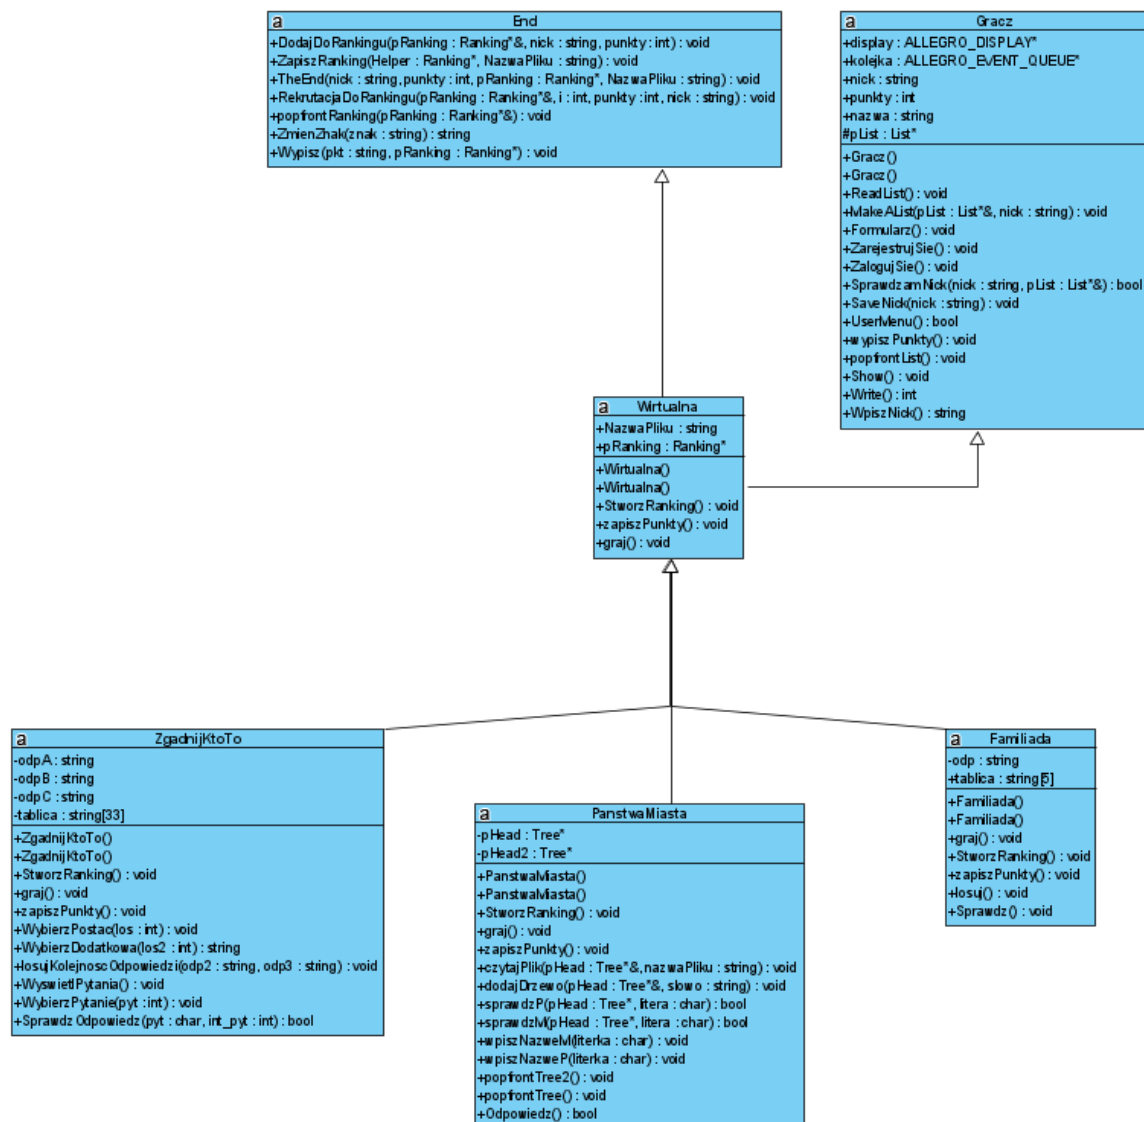 a End
+DodajDoRankingu(pRanking : Ranking*&, nick : string, punkty : int) : void
+ZapiszRanking(Helper : Ranking*, NazwaPliku : string) : void
+TheEnd(nick : string, punkty : int, pRanking : Ranking*, NazwaPliku : string) : void
+RekrutacjaDoRankingu(pRanking : Ranking*&, i : int, punkty : int, nick : string) : void
+popfrontRanking(pRanking : Ranking*&) : void
+ZmienZnak(znak : string) : string
+Wypisz(pkt : string, pRanking : Ranking*) : void
a Gracz
+display : ALLEGRO_DISPLAY*
+kolejka : ALLEGRO_EVENT_QUEUE*
+nick : string
+punkty : int
+nazwa : string
#pList : List*
+Gracz()
+Gracz()
+ReadList() : void
+MakeAList(pList : List*&, nick : string) : void
+Formularz() : void
+ZarejestrujSie() : void
+ZalogujSie() : void
+SprawdzamNick(nick : string, pList : List*&) : bool
+SaveNick(nick : string) : void
+UserMenu() : bool
+wypiszPunkty() : void
+popfrontList() : void
+Show() : void
+Write() : int
+WpiszNick() : string
a Wirtualna
+NazwaPliku : string
+pRanking : Ranking*
+Wirtualna()
+Wirtualna()
+StworzRanking() : void
+zapiszPunkty() : void
+graj() : void
a ZgadnijKtoTo
-odpA : string
-odpB : string
-odpC : string
-tablica : string[33]
+ZgadnijKtoTo()
+ZgadnijKtoTo()
+StworzRanking() : void
+graj() : void
+zapiszPunkty() : void
+WybierzPostac(los : int) : void
+WybierzDodatkowa(los2 : int) : string
+losujKolejnoscOdpowiedzi(odp2 : string, odp3 : string) : void
+WyswietlPytania() : void
+WybierzPytanie(pyt : int) : void
+SprawdzOdpowiedz(pyt : char, int_pyt : int) : bool
a PanstwaMiasta
-pHead : Tree*
-pHead2 : Tree*
+PanstwaMiasta()
+PanstwaMiasta()
+StworzRanking() : void
+graj() : void
+zapiszPunkty() : void
+czytajPlik(pHead : Tree*&, nazwaPliku : string) : void
+dodajDrzewo(pHead : Tree*&, slowo : string) : void
+sprawdzP(pHead : Tree*, litera : char) : bool
+sprawdzM(pHead : Tree*, litera : char) : bool
+wpiszNazweM(literka : char) : void
+wpiszNazweP(literka : char) : void
+popfrontTree2() : void
+popfrontTree() : void
+Odpowiedz() : bool
a Familiada
-odp : string
+tablica : string[5]
+Familiada()
+Familiada()
+graj() : void
+StworzRanking() : void
+zapiszPunkty() : void
+losuj() : void
+Sprawdz() : void